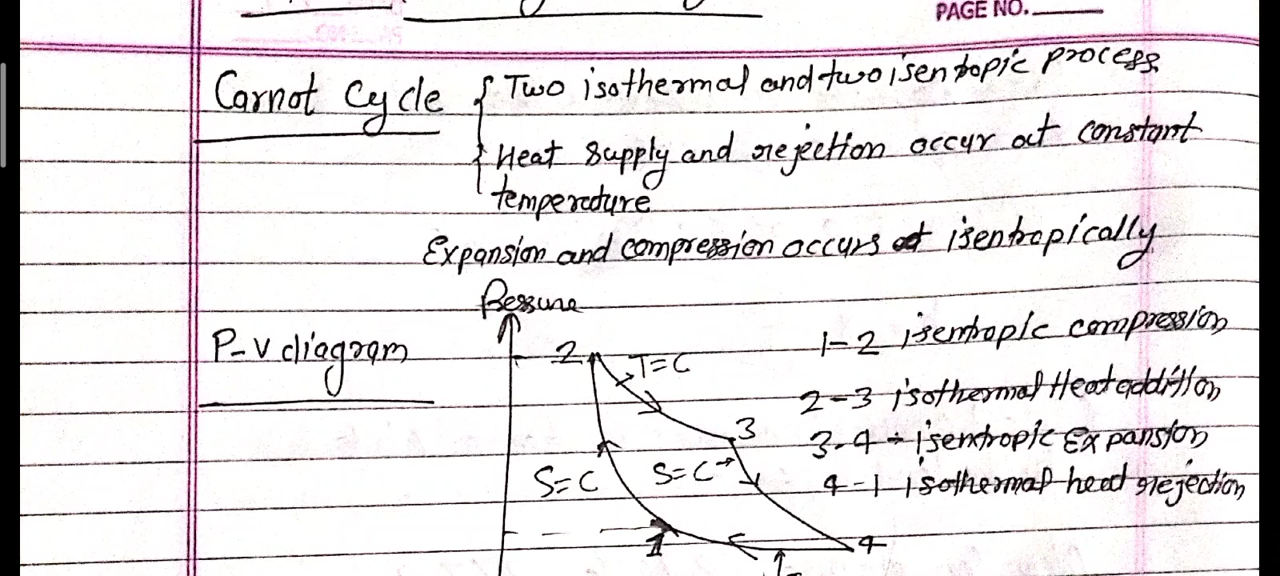 PAGE NO.
Carnot Cycle { Two isothermal and two isentopic process
Heat Supply and rejection occur at constant
temperature
Expansion and compression occurs at isentropically
Pressure
P-V diagram
2
T=C
3
S=C
S=C
1
4
1-2 isentropic compression
2-3 isothermal Heat addition
3-4 → isentropic Expansion
4-1 isothermal heat rejection